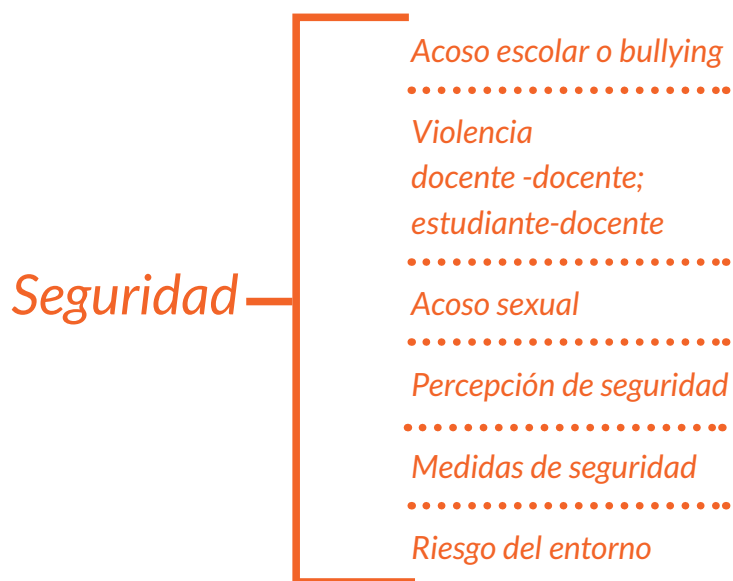 Seguridad
Acoso escolar o bullying
Violencia
docente -docente;
estudiante-docente
Acoso sexual
Percepción de seguridad
Medidas de seguridad
Riesgo del entorno